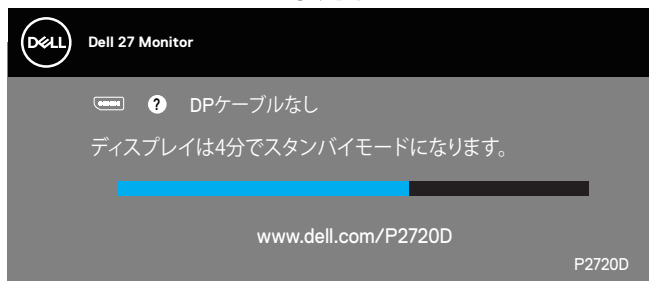 DELL
Dell 27 Monitor
? DPケーブルなし
ディスプレイは4分でスタンバイモードになります。
www.dell.com/P2720D
P2720D